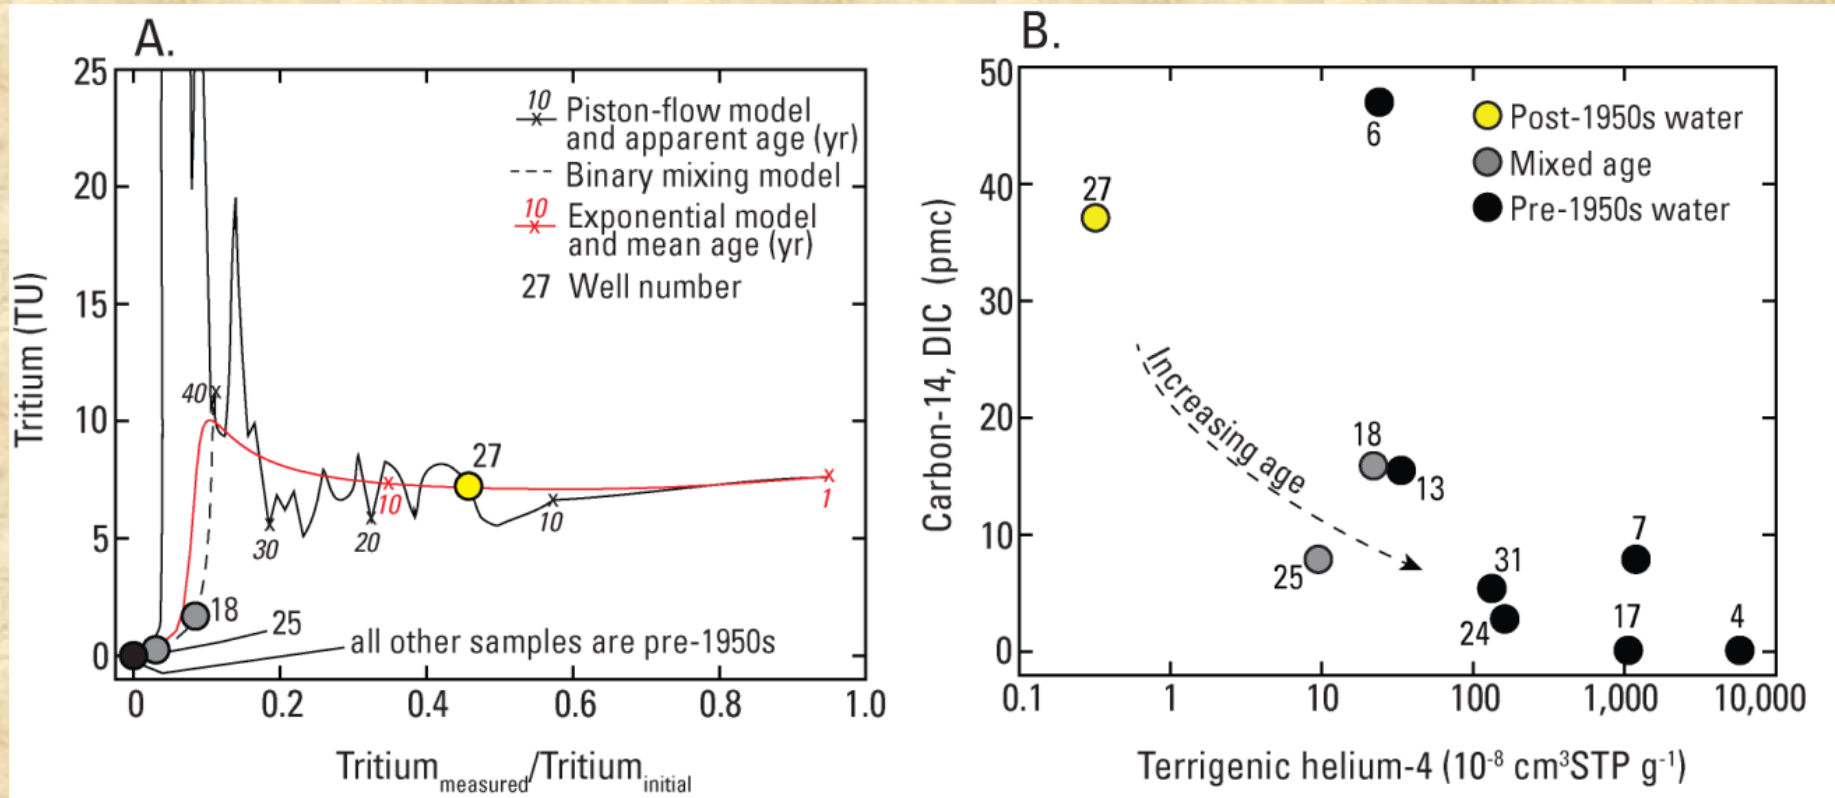 A.
25
20
15
10
5
0
Tritium (TU)
10
Piston-flow model
and apparent age (yr)
Binary mixing model
10
Exponential model
and mean age (yr)
27 Well number
40
27
10
10
1
30
20
18
25
all other samples are pre-1950s
0 0.2 0.4 0.6 0.8 1.0
Tritium measured/Tritium initial
B.
50
40
30
20
10
0
Carbon-14, DIC (pmc)
Post-1950s water
Mixed age
Pre-1950s water
6
27
Increasing age
18
13
25
31
7
24
17
4
0.1 1 10 100 1,000 10,000
Terrigenic helium-4 (10⁻⁸ cm³STP g⁻¹)